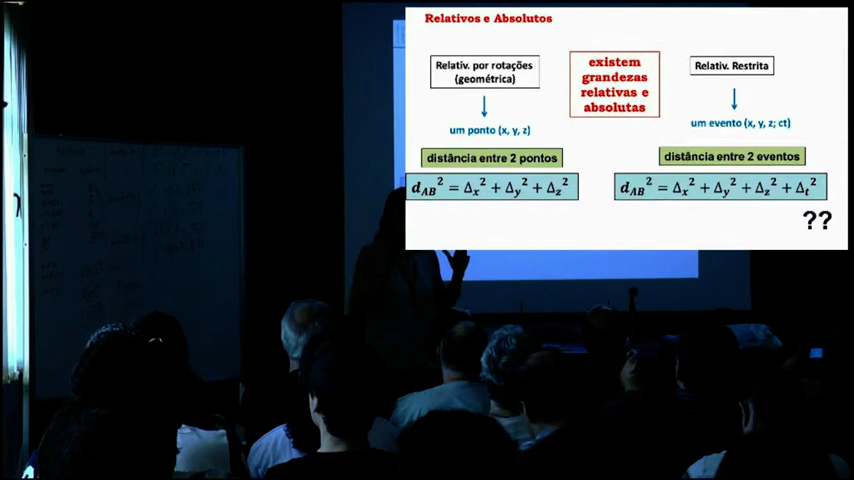 Relativos e Absolutos
Relativ. por rotações
(geométrica)
um ponto (x, y, z)
distância entre 2 pontos
d_AB² = Δx² + Δy² + Δz²
existem
grandezas
relativas e
absolutas
Relativ. Restrita
um evento (x, y, z; ct)
distância entre 2 eventos
d_AB² = Δx² + Δy² + Δz² + Δt²
??